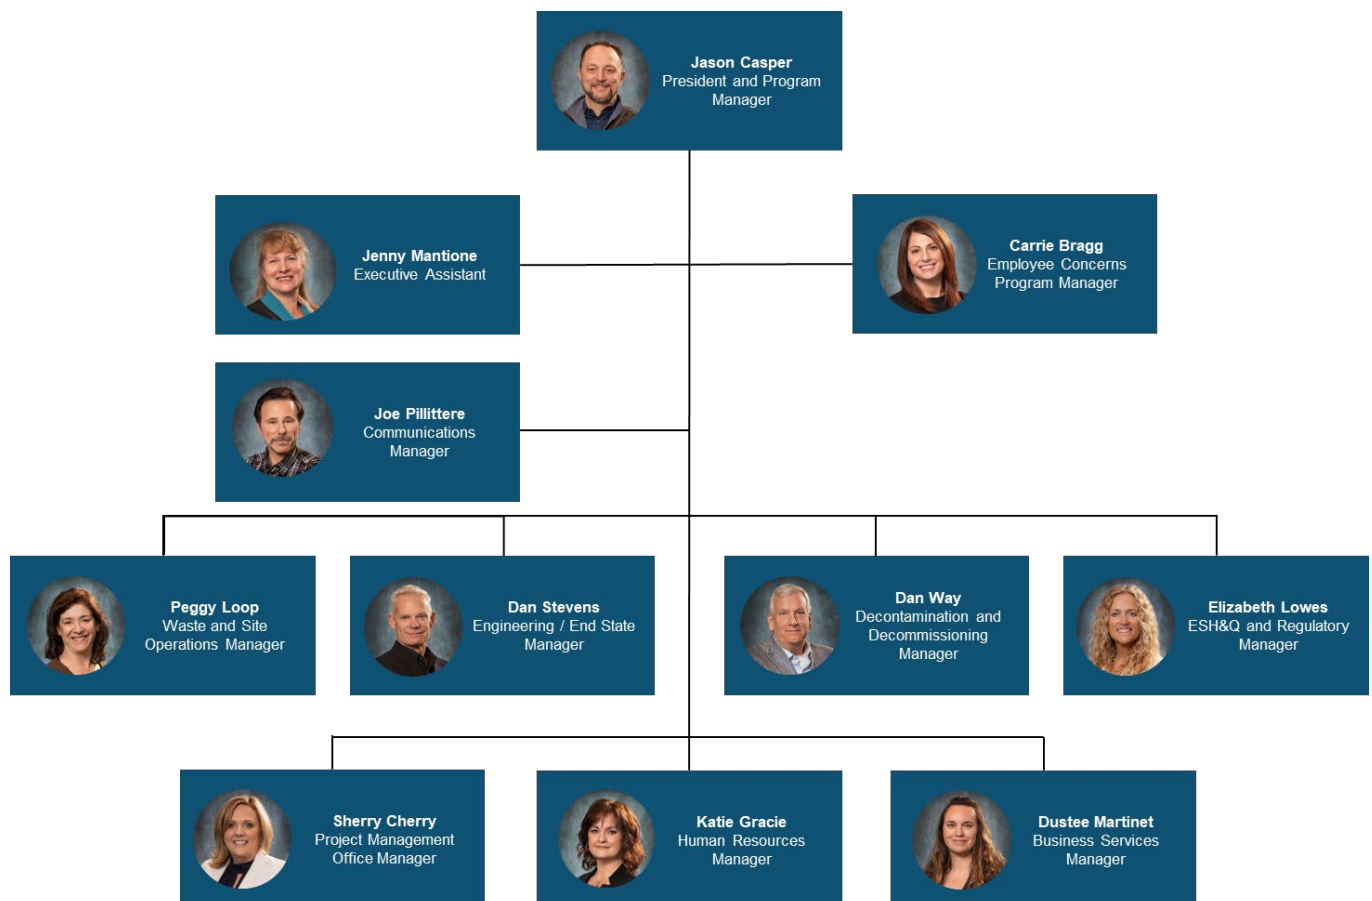 Jason Casper
President and Program
Manager
Jenny Mantione
Executive Assistant
Carrie Bragg
Employee Concerns
Program Manager
Joe Pillittere
Communications
Manager
Peggy Loop
Waste and Site
Operations Manager
Dan Stevens
Engineering / End State
Manager
Dan Way
Decontamination and
Decommissioning
Manager
Elizabeth Lowes
ESH&Q and Regulatory
Manager
Sherry Cherry
Project Management
Office Manager
Katie Gracie
Human Resources
Manager
Dustee Martinet
Business Services
Manager